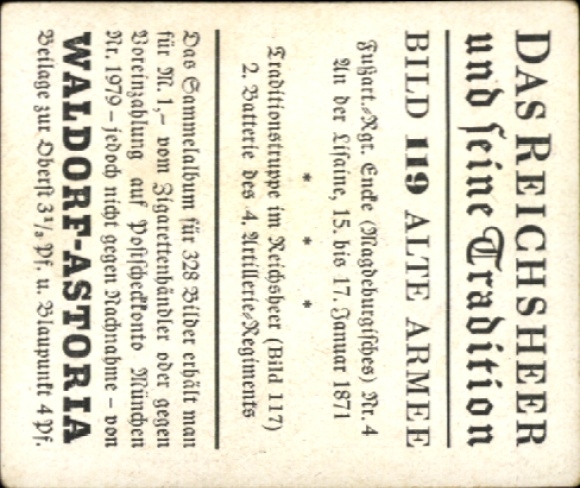 DAS REICHSHEER
und seine Tradition
BILD 119 ALTE ARMEE
Fußart.-Rgt. Encke (Magdeburgisches) Nr. 4
An der Lisaine, 15. bis 17. Januar 1871
* * *
Traditionstruppe im Reichsheer (Bild 117)
2. Batterie des 4. Artillerie-Regiments
Das Sammelalbum für 328 Bilder erhält man
für M. 1,– vom Zigarettenhändler oder gegen
Voreinzahlung auf Postscheckkonto München
Nr. 1979 – jedoch nicht gegen Nachnahme – von
WALDORF-ASTORIA
Beilage zur Oberst 3⅓ Pf. u. Blaupunkt 4 Pf.